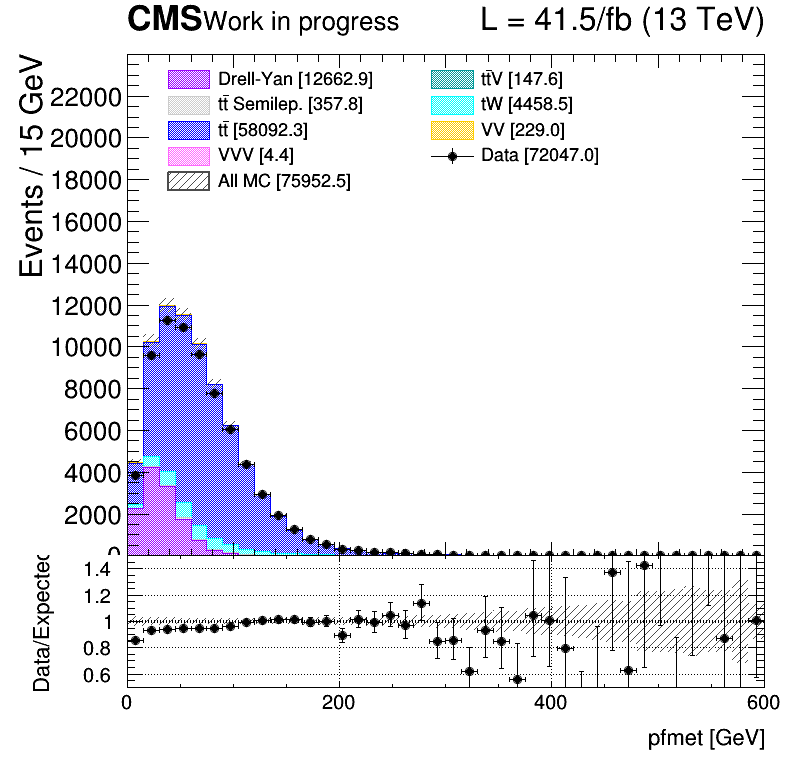 CMS Work in progress L = 41.5/fb (13 TeV)
Events / 15 GeV
Drell-Yan [12662.9] tt̄V [147.6]
tt̄ Semilep. [357.8] tW [4458.5]
tt̄ [58092.3] VV [229.0]
VVV [4.4] Data [72047.0]
All MC [75952.5]
22000
20000
18000
16000
14000
12000
10000
8000
6000
4000
2000
0
Data/Expected
1.4
1.2
1
0.8
0.6
0 200 400 600
pfmet [GeV]